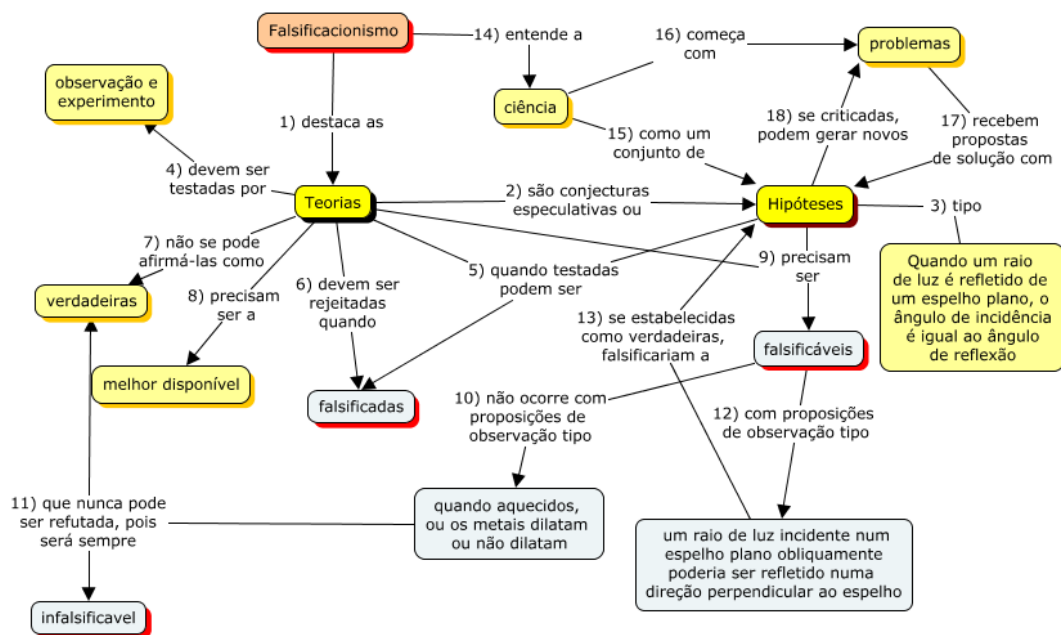 Falsificacionismo
14) entende a
16) começa
com
problemas
observação e
experimento
ciência
1) destaca as
15) como um
conjunto de
18) se criticadas,
podem gerar novos
17) recebem
propostas
de solução com
4) devem ser
testadas por
Teorias
2) são conjecturas
especulativas ou
Hipóteses
3) tipo
7) não se pode
afirmá-las como
8) precisam
ser a
6) devem ser
rejeitadas
quando
5) quando testadas
podem ser
9) precisam
ser
Quando um raio
de luz é refletido de
um espelho plano, o
ângulo de incidência
é igual ao ângulo
de reflexão
verdadeiras
13) se estabelecidas
como verdadeiras,
falsificariam a
falsificáveis
melhor disponível
falsificadas
10) não ocorre com
proposições de
observação tipo
12) com proposições
de observação tipo
11) que nunca pode
ser refutada, pois
será sempre
quando aquecidos,
ou os metais dilatam
ou não dilatam
um raio de luz incidente num
espelho plano obliquamente
poderia ser refletido numa
direção perpendicular ao espelho
infalsificavel